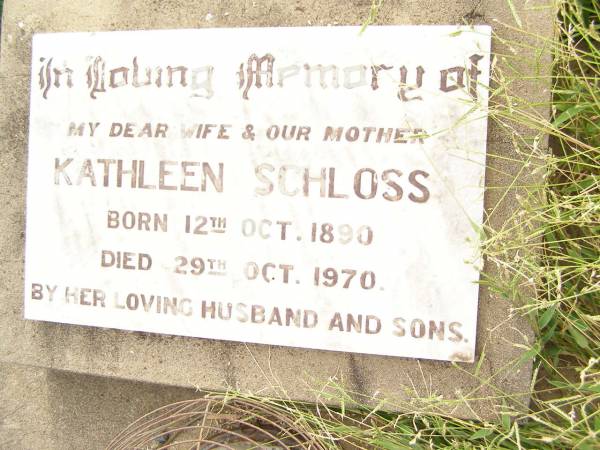 In Loving Memory of
MY DEAR WIFE & OUR MOTHER
KATHLEEN SCHLOSS
BORN 12TH OCT. 1890
DIED 29TH OCT. 1970.
BY HER LOVING HUSBAND AND SONS.